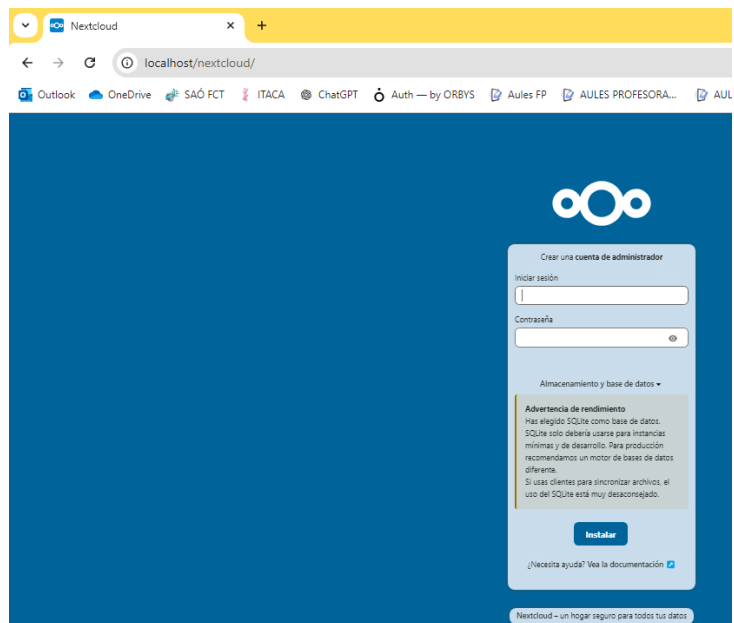 Nextcloud
localhost/nextcloud/
Outlook OneDrive SAÓ FCT ITACA ChatGPT Auth — by ORBYS Aules FP AULES PROFESORA... AUL
Crear una cuenta de administrador
Iniciar sesión
Contraseña
Almacenamiento y base de datos
Advertencia de rendimiento
Has elegido SQLite como base de datos.
SQLite solo debería usarse para instancias
mínimas y de desarrollo. Para producción
recomendamos un motor de bases de datos
diferente.
Si usas clientes para sincronizar archivos, el
uso del SQLite está muy desaconsejado.
Instalar
¿Necesita ayuda? Vea la documentación
Nextcloud – un hogar seguro para todos tus datos